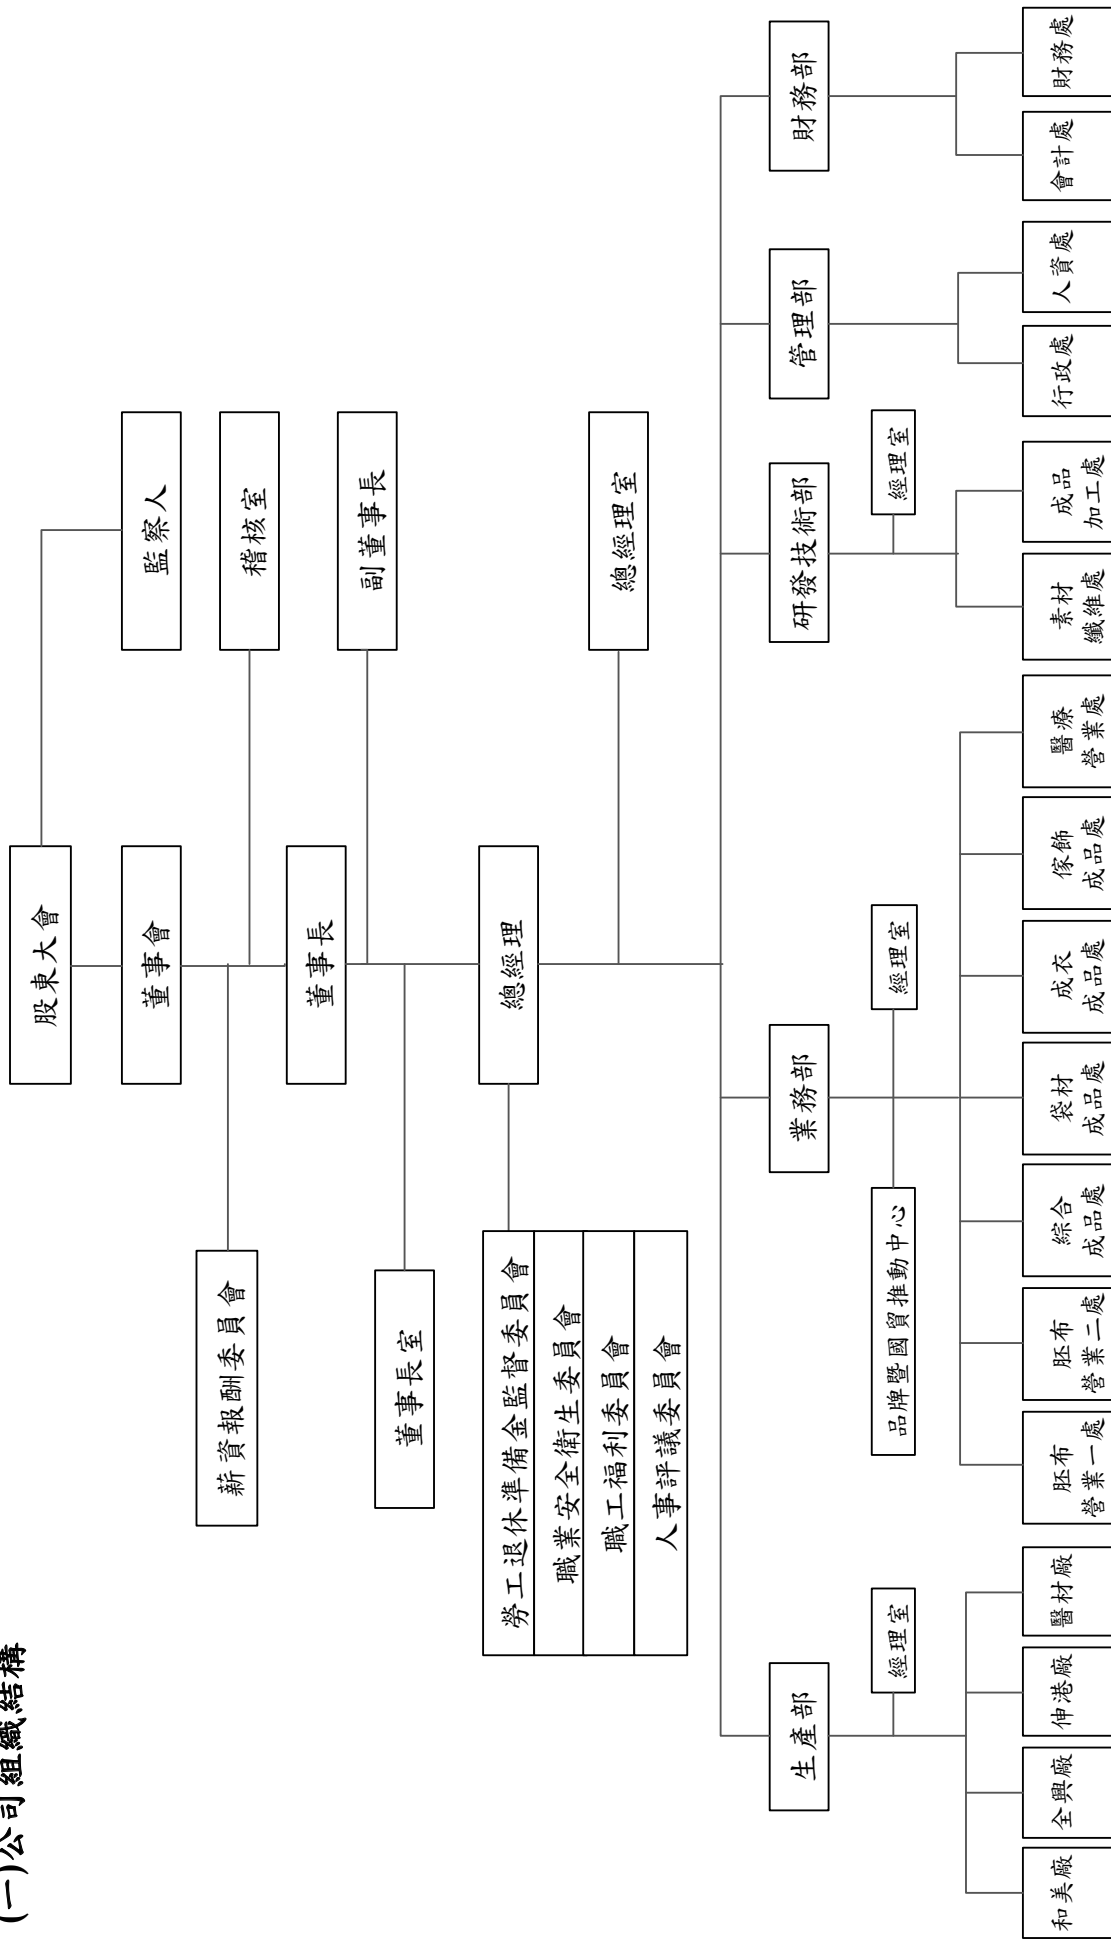 (一)公司組織結構
股東大會
監察人
董事會
薪資報酬委員會
稽核室
董事長
副董事長
董事長室
總經理
勞工退休準備金監督委員會
職業安全衛生委員會
職工福利委員會
人事評議委員會
總經理室
生產部
業務部
研發技術部
管理部
財務部
經理室
品牌暨國貿推動中心
經理室
經理室
和美廠
全興廠
伸港廠
醫材廠
胚布
營業一處
胚布
營業二處
綜合
成品處
袋材
成品處
成衣
成品處
傢飾
成品處
醫療
營業處
素材
纖維處
成品
加工處
行政處
人資處
會計處
財務處